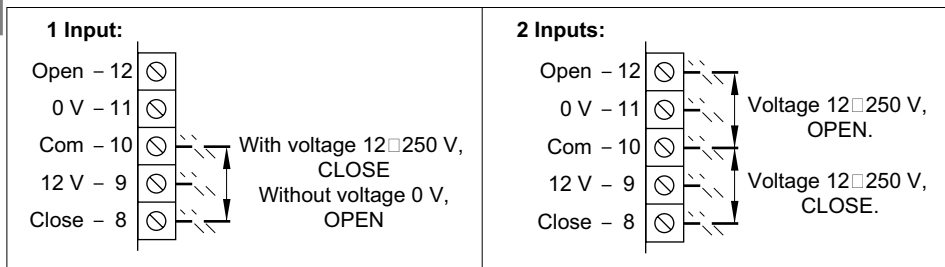 1 Input:
Open – 12
0 V – 11
Com – 10
12 V – 9
Close – 8
With voltage 12□250 V,
CLOSE
Without voltage 0 V,
OPEN
2 Inputs:
Open – 12
0 V – 11
Com – 10
12 V – 9
Close – 8
Voltage 12□250 V,
OPEN.
Voltage 12□250 V,
CLOSE.